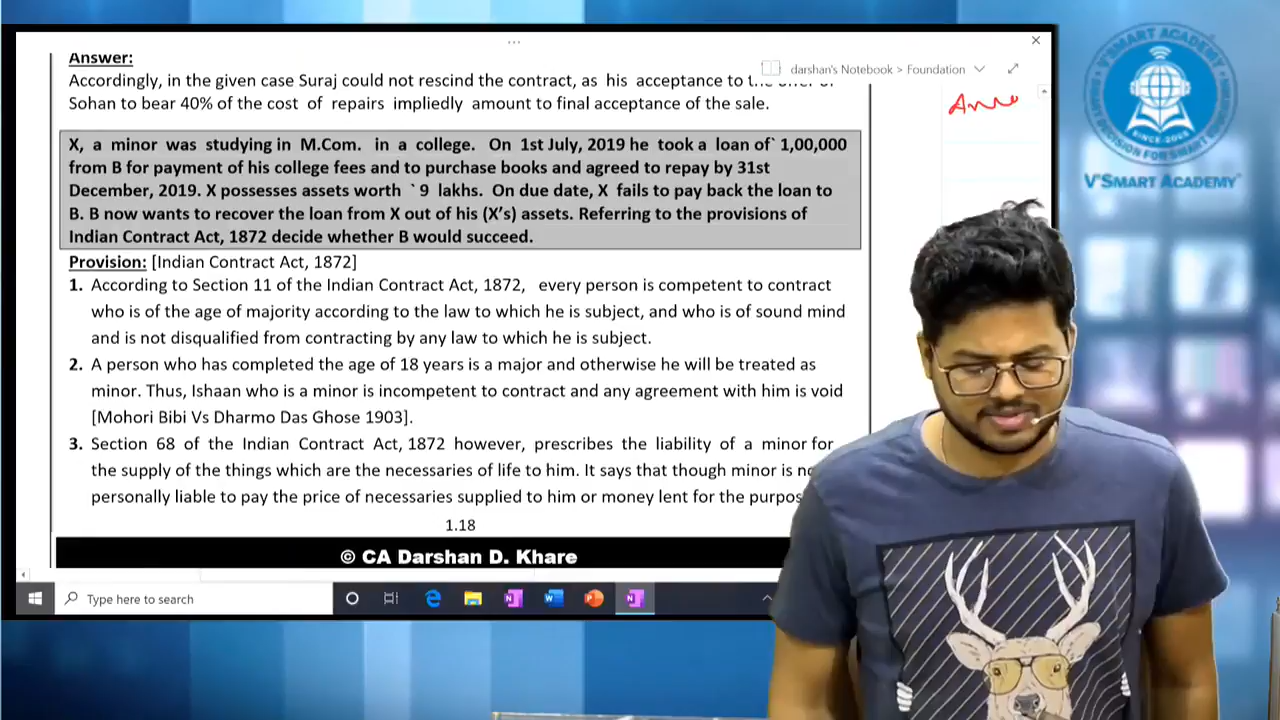 Answer:
Accordingly, in the given case Suraj could not rescind the contract, as his acceptance to
Sohan to bear 40% of the cost of repairs impliedly amount to final acceptance of the sale.
darshan's Notebook > Foundation
X, a minor was studying in M.Com. in a college. On 1st July, 2019 he took a loan of` 1,00,000
from B for payment of his college fees and to purchase books and agreed to repay by 31st
December, 2019. X possesses assets worth `9 lakhs. On due date, X fails to pay back the loan to
B. B now wants to recover the loan from X out of his (X's) assets. Referring to the provisions of
Indian Contract Act, 1872 decide whether B would succeed.
Provision: [Indian Contract Act, 1872]
1. According to Section 11 of the Indian Contract Act, 1872, every person is competent to contract
who is of the age of majority according to the law to which he is subject, and who is of sound mind
and is not disqualified from contracting by any law to which he is subject.
2. A person who has completed the age of 18 years is a major and otherwise he will be treated as
minor. Thus, Ishaan who is a minor is incompetent to contract and any agreement with him is void
[Mohori Bibi Vs Dharmo Das Ghose 1903].
3. Section 68 of the Indian Contract Act, 1872 however, prescribes the liability of a minor for
the supply of the things which are the necessaries of life to him. It says that though minor is
personally liable to pay the price of necessaries supplied to him or money lent for the
1.18
© CA Darshan D. Khare
Type here to search
V'SMART ACADEMY
SINCE 2005
V'SMART ACADEMY